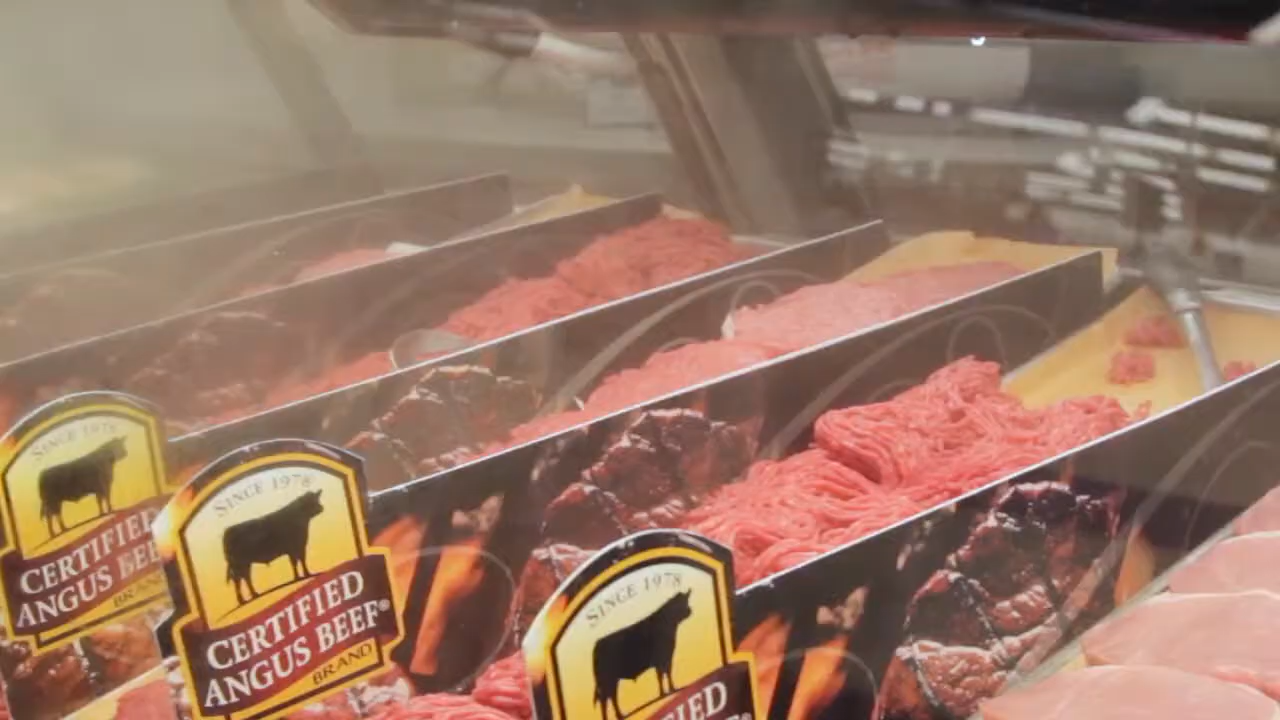 SINCE 1978
CERTIFIED
ANGUS BEEF
BRAND
SINCE 1978
CERTIFIED
ANGUS BEEF®
BRAND
SINCE 1978